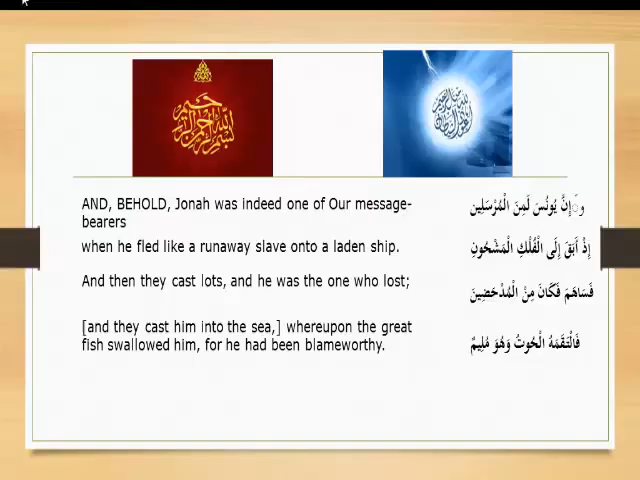 AND, BEHOLD, Jonah was indeed one of Our message-
bearers
وَإِنَّ يُونُسَ لَمِنَ الْمُرْسَلِين
when he fled like a runaway slave onto a laden ship.
إِذْ أَبَقَ إِلَى الْفُلْكِ الْمَشْحُونِ
And then they cast lots, and he was the one who lost;
فَسَاهَمَ فَكَانَ مِنْ الْمُدْحَضِينَ
[and they cast him into the sea,] whereupon the great
fish swallowed him, for he had been blameworthy.
فَالْتَقَمَهُ الْحُوتُ وَهُوَ مُلِيمٌ